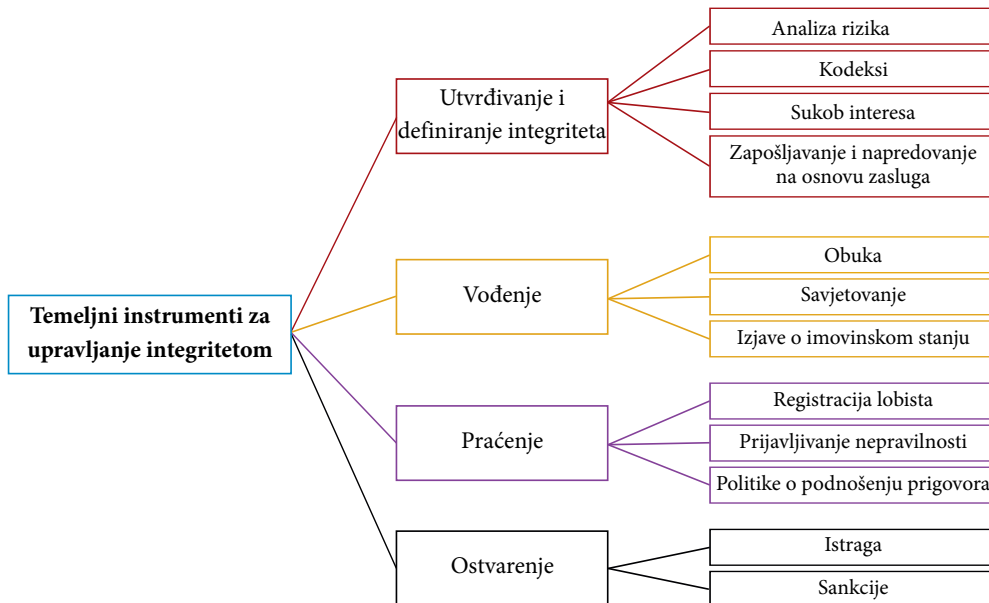 Temeljni instrumenti za
upravljanje integritetom
Utvrđivanje i
definiranje integriteta
Analiza rizika
Kodeksi
Sukob interesa
Zapošljavanje i napredovanje
na osnovu zasluga
Vođenje
Obuka
Savjetovanje
Izjave o imovinskom stanju
Praćenje
Registracija lobista
Prijavljivanje nepravilnosti
Politike o podnošenju prigovora
Ostvarenje
Istraga
Sankcije